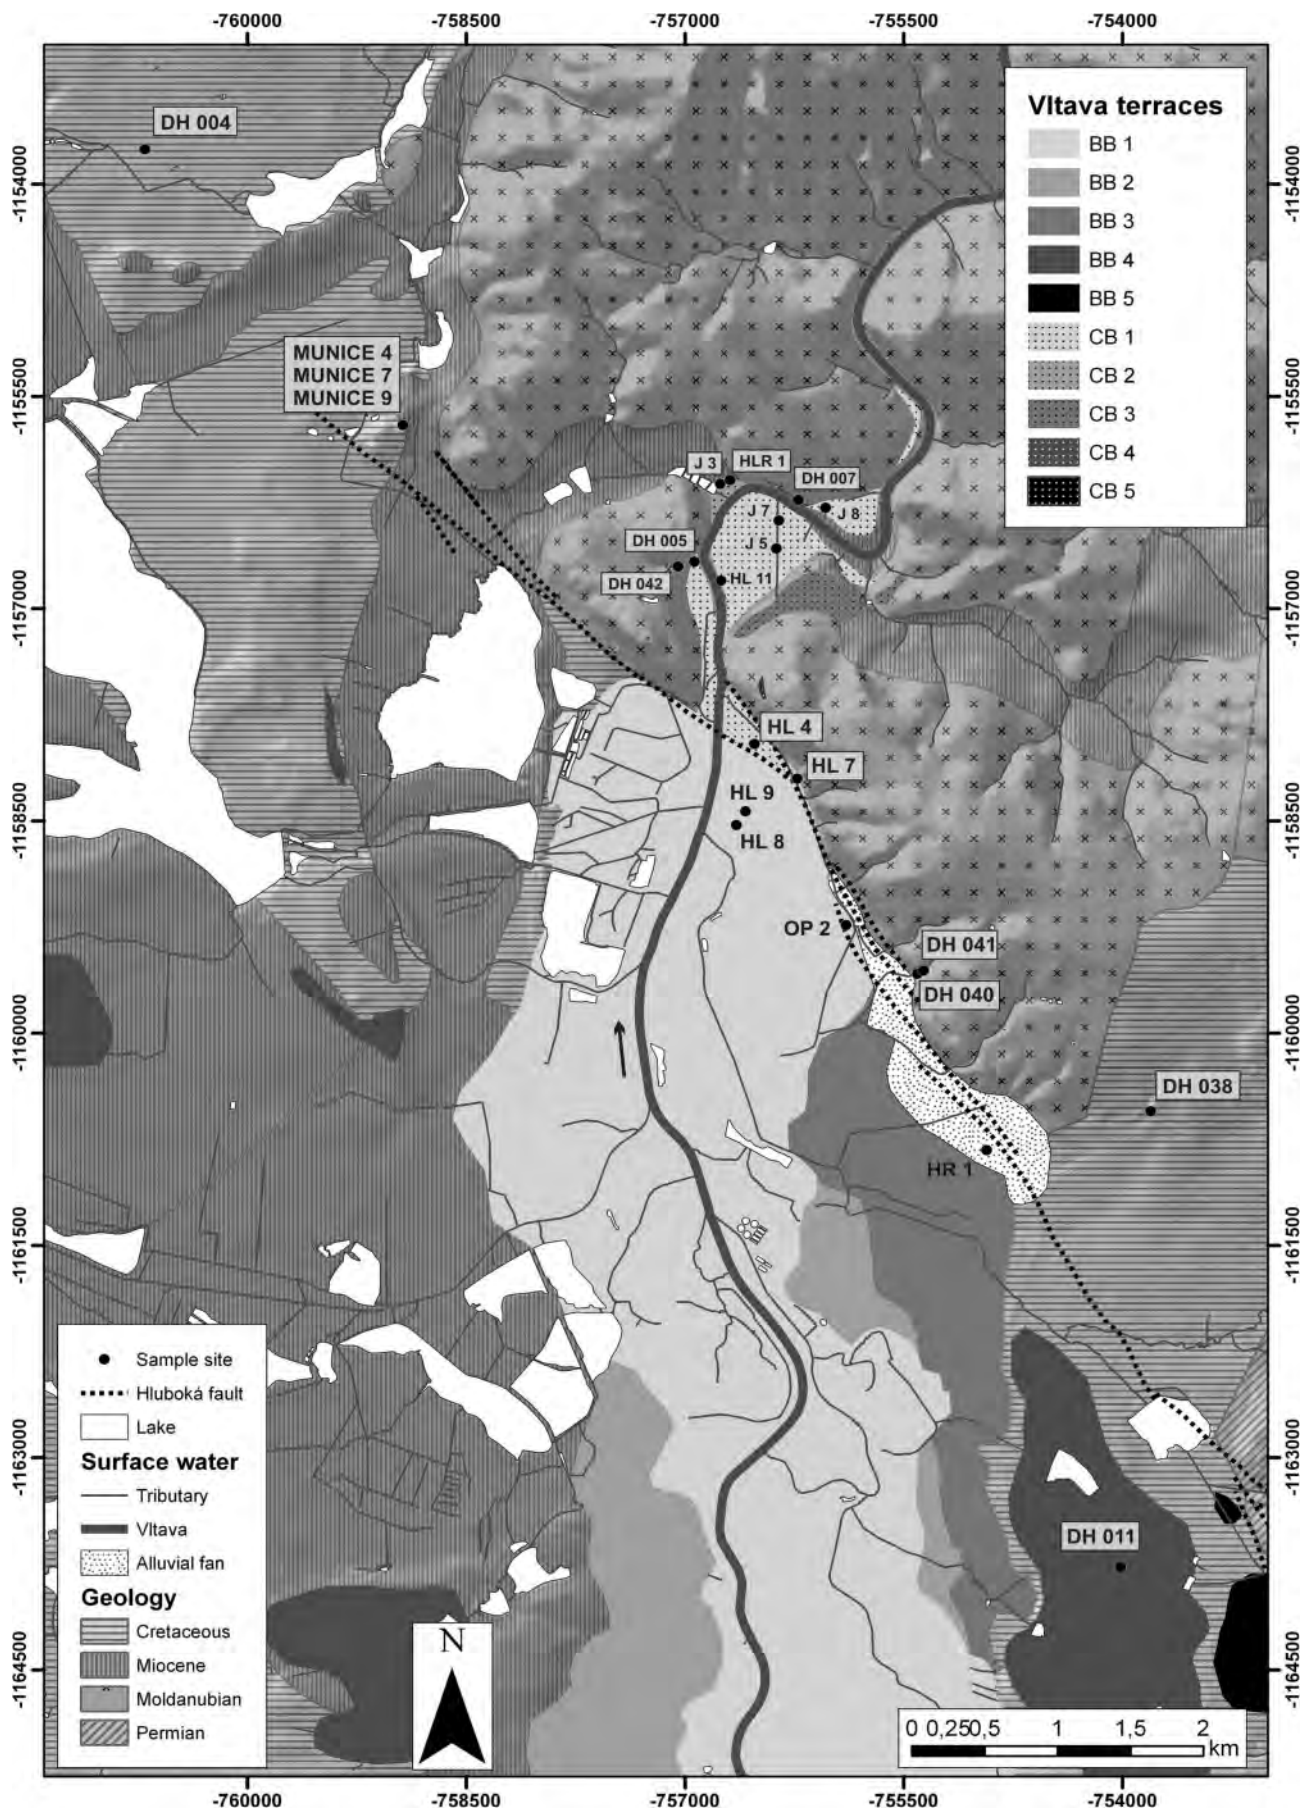 -760000 -758500 -757000 -755500 -754000
DH 004
Vltava terraces
BB 1
BB 2
BB 3
BB 4
BB 5
CB 1
CB 2
CB 3
CB 4
CB 5
-1154000
-1154000
MUNICE 4
MUNICE 7
MUNICE 9
-1155500
-1155500
J 3
HLR 1
DH 007
J 7
J 8
DH 005
J 5
DH 042
HL 11
-1157000
-1157000
HL 4
HL 7
HL 9
HL 8
-1158500
-1158500
OP 2
DH 041
DH 040
-1160000
-1160000
DH 038
HR 1
-1161500
-1161500
Sample site
Hluboká fault
Lake
Surface water
Tributary
Vltava
Alluvial fan
Geology
Cretaceous
Miocene
Moldanubian
Permian
-1163000
-1163000
DH 011
N
-1164500
-1164500
0 0,25 0,5 1 1,5 2
km
-760000 -758500 -757000 -755500 -754000